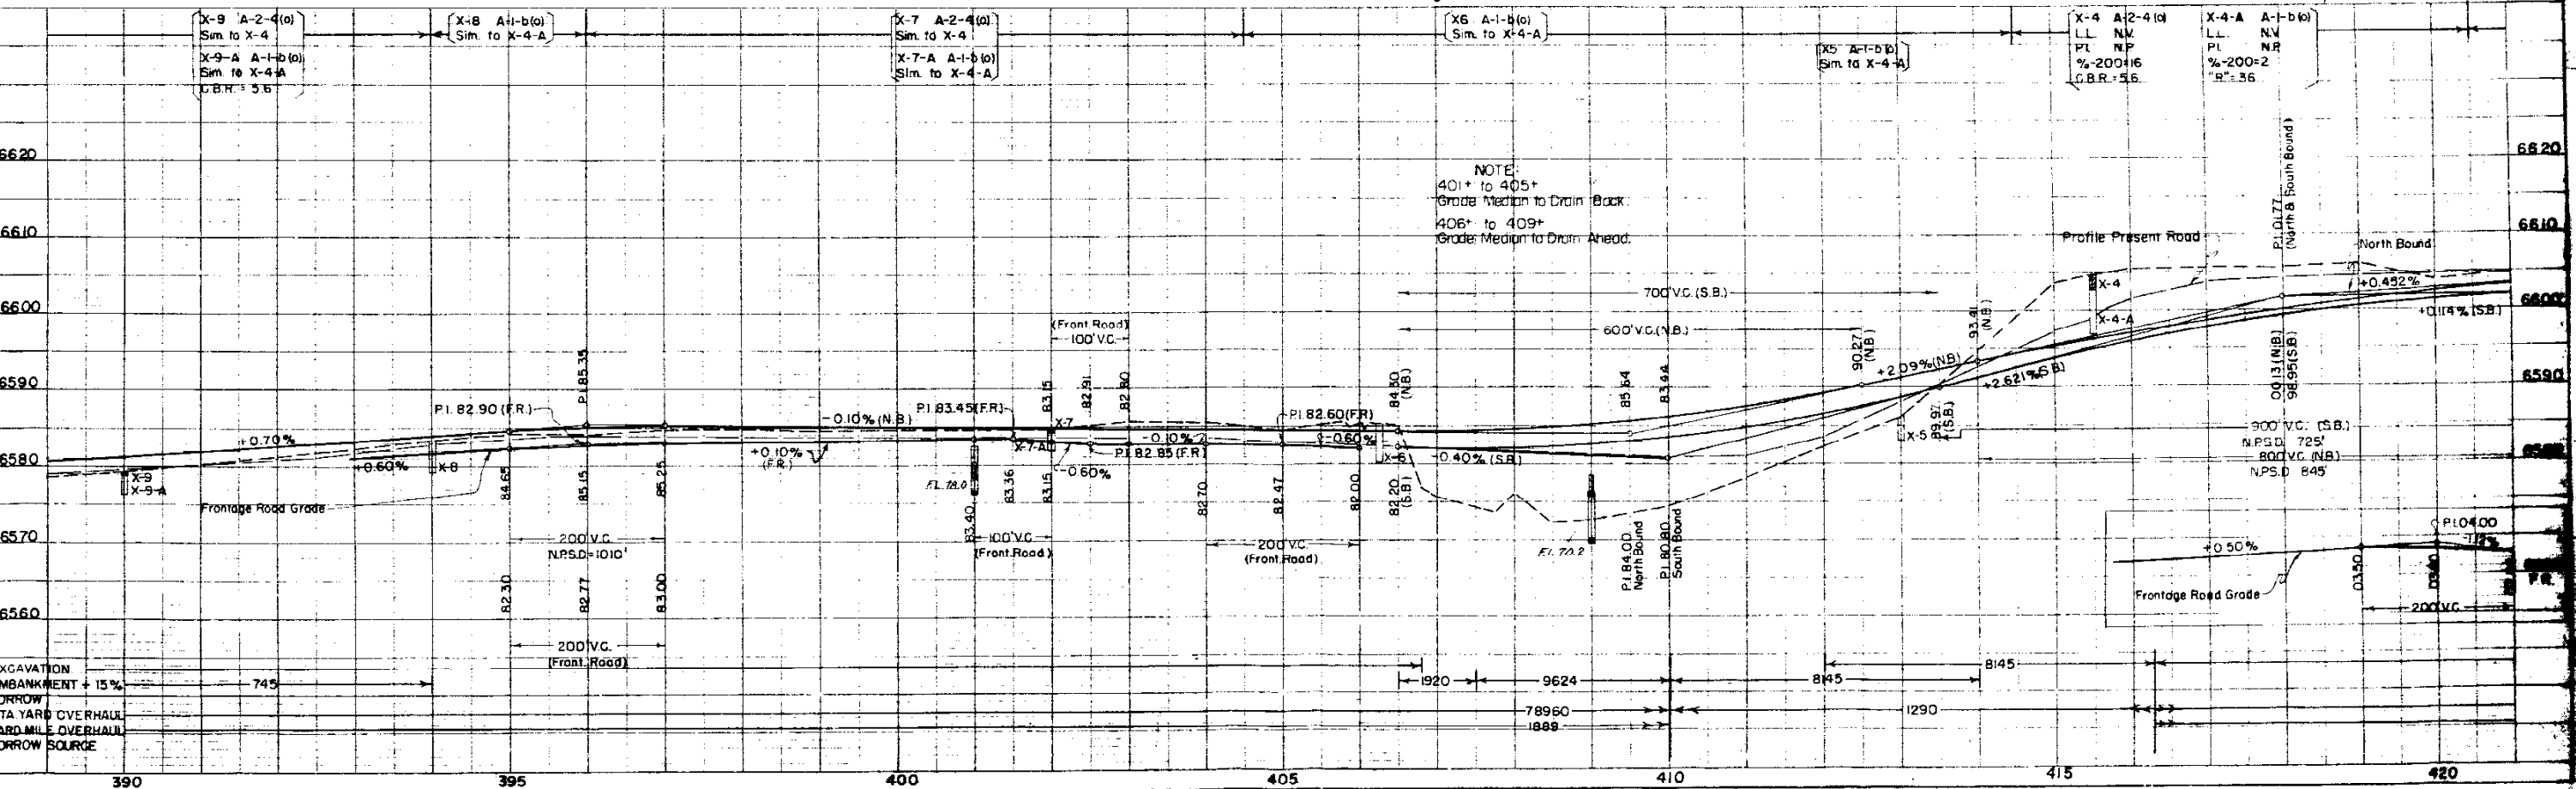 X-9 A-2-4(o)
Sim. to X-4
X-9-A A-1-b(o)
Sim. to X-4-A
C.B.R. = 5.6
X-8 A-1-b(o)
Sim. to X-4-A
X-7 A-2-4(o)
Sim. to X-4
X-7-A A-1-b(o)
Sim. to X-4-A
X6 A-1-b(o)
Sim. to X-4-A
X5 A-1-b(o)
Sim. to X-4-A
X-4 A-2-4(o)
L.L. N.V.
P.I. N.P.
%-200=16
C.B.R. = 5.6
X-4-A A-1-b(o)
L.L. N.V.
P.I. N.P.
%-200=2
"R"=36
6620
6610
6600
6590
6580
6570
6560
6620
6610
6600
6590
F.R.
NOTE:
401+ to 405+
Grade Median to Drain Back.
406+ to 409+
Grade Median to Drain Ahead.
Profile Present Road
P.I. 01.77
(North & South Bound)
North Bound
+0.452%
+0.114% (S.B.)
X-4
X-4-A
700' V.C. (S.B.)
600' V.C. (N.B.)
(Front. Road)
100' V.C.
90.27
(N.B.)
93.41
(N.B.)
+2.09% (N.B.)
+2.621% (S.B.)
P.I. 85.35
P.I. 82.90 (F.R.)
P.I. 83.45 (F.R.)
-0.10% (N.B.)
83.15
82.91
82.80
P.I. 82.60 (F.R.)
84.30
(N.B.)
85.64
83.44
+0.70%
+0.60%
+0.10%
(F.R.)
X-9
X-9-A
X-8
X-7
X-7-A
-0.10%
P.I. 82.85 (F.R.)
-0.60%
-0.60%
X-6
-0.40% (S.B.)
X-5
89.97
(S.B.)
00.13 (N.B.)
98.95 (S.B.)
900' V.C. (S.B.)
N.P.S.D. 725'
800' V.C. (N.B.)
N.P.S.D. 845'
Frontage Road Grade
84.65
85.15
85.25
F.L. 78.0
83.40
83.36
83.15
82.70
82.47
82.00
82.20
(S.B.)
F.L. 70.2
P.I. 84.00
North Bound
P.I. 80.80
South Bound
200' V.C.
N.P.S.D. = 1010'
100' V.C.
(Front. Road)
200' V.C.
(Front. Road)
P.I. 04.00
+0.50%
Frontage Road Grade
03.50
200' V.C.
82.30
82.77
83.00
200' V.C.
(Front. Road)
XCAVATION
MBANKMENT + 15%
ORROW
TA. YARD OVERHAUL
ARD MILE OVERHAUL
ORROW SOURCE
745
1920
9624
8145
8145
78960
1889
1290
390
395
400
405
410
415
420